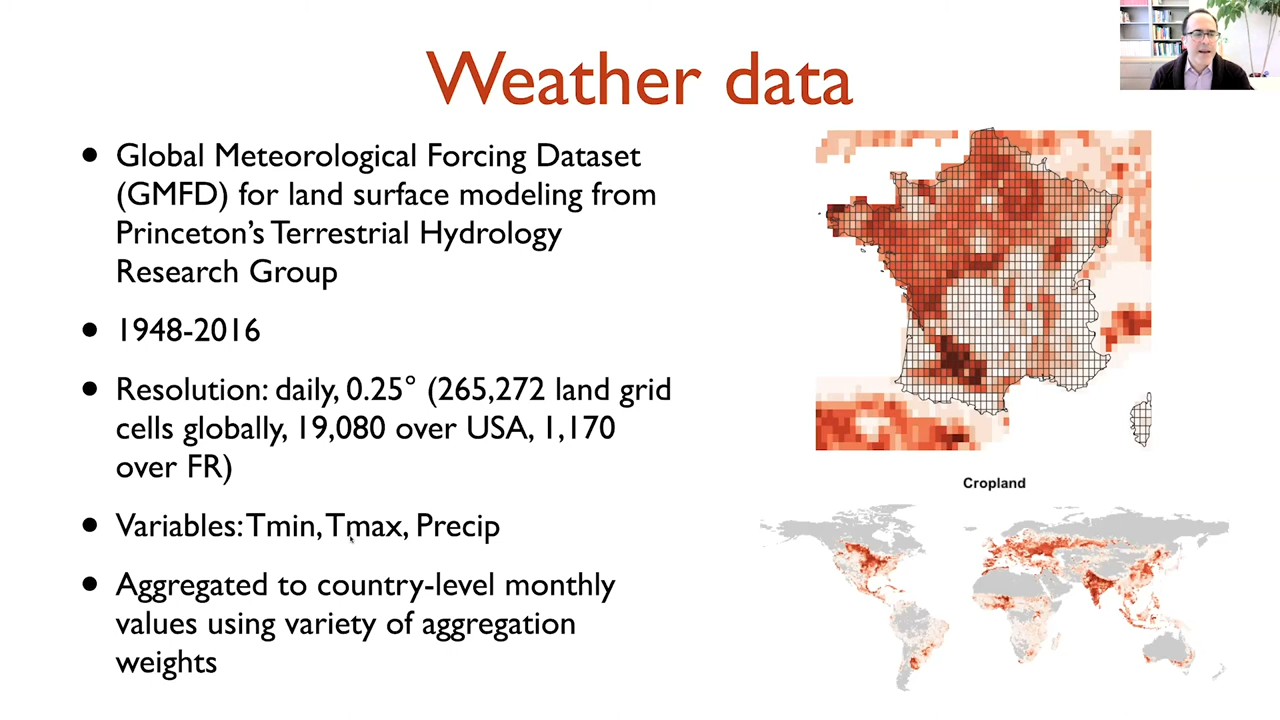 Weather data
• Global Meteorological Forcing Dataset
(GMFD) for land surface modeling from
Princeton's Terrestrial Hydrology
Research Group
• 1948-2016
• Resolution: daily, 0.25° (265,272 land grid
cells globally, 19,080 over USA, 1,170
over FR)
• Variables: Tmin, Tmax, Precip
• Aggregated to country-level monthly
values using variety of aggregation
weights
Cropland